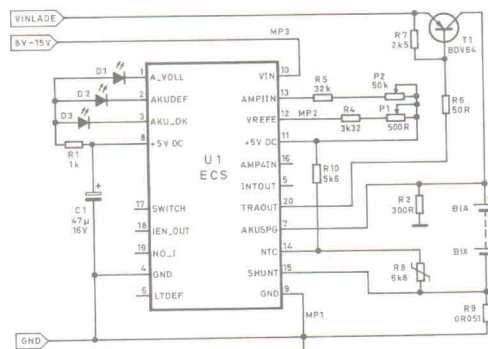 VINLADE
8V-15V
MP3
R7
2k5
T1
BDV64
D1
1
A_VOLL
VIN
10
D2
2
AKUDEF
AMPIIN
13
R5
32k
P2
50k
D3
3
AKU_OK
VREFE
12
MP2
R4
3k32
P1
500R
R6
50R
8
+5V DC
+5V DC
11
R1
1k
U1
ECS
AMP4IN
16
R10
5k6
INTOUT
5
C1
47µ
16V
+
17
SWITCH
TRAOUT
20
18
IEN_OUT
AKUSPG
7
R2
300R
B1A
19
NO_I
NTC
14
B1X
4
GND
SHUNT
15
R8
6k8
6
LTDEF
GND
9
MP1
R9
0R051
GND